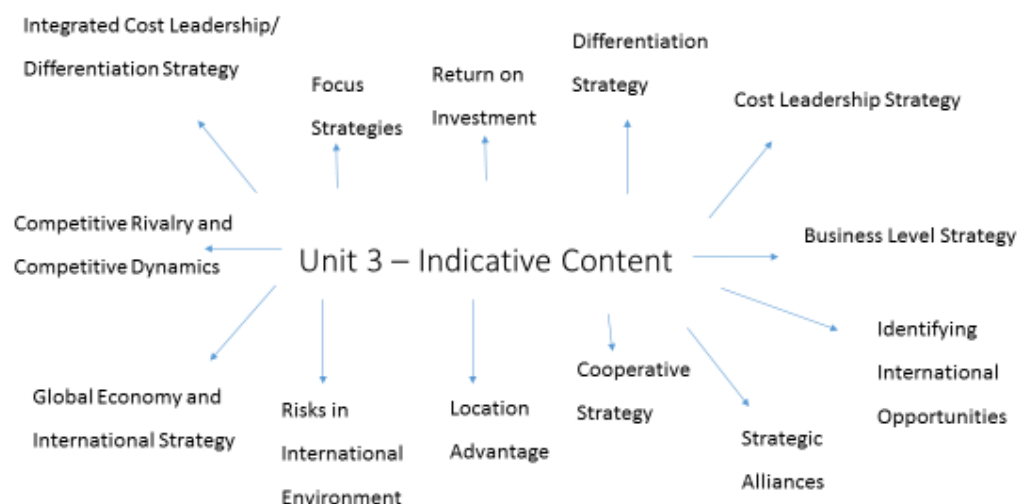 Integrated Cost Leadership/
Differentiation Strategy
Focus
Strategies
Return on
Investment
Differentiation
Strategy
Cost Leadership Strategy
Competitive Rivalry and
Competitive Dynamics
Unit 3 – Indicative Content
Business Level Strategy
Global Economy and
International Strategy
Risks in
International
Environment
Location
Advantage
Cooperative
Strategy
Strategic
Alliances
Identifying
International
Opportunities